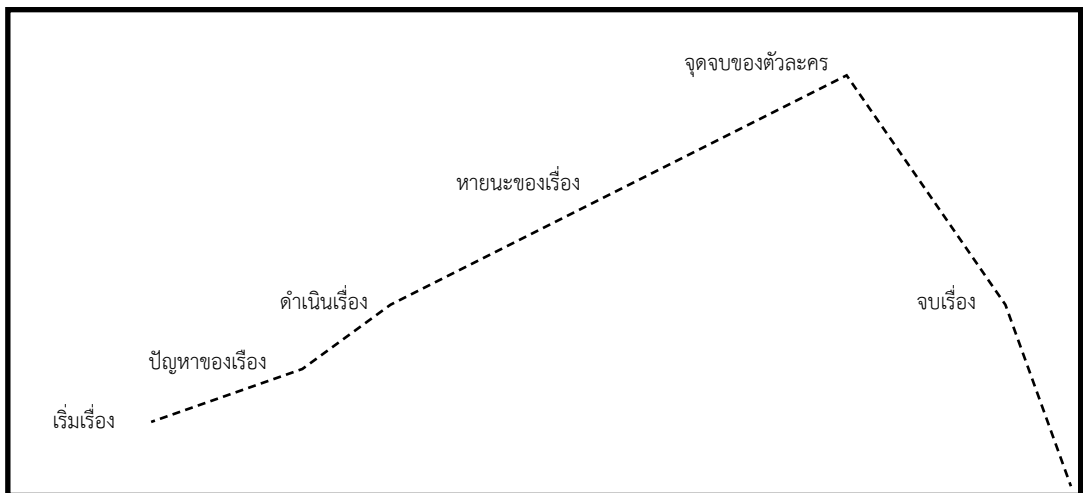 จุดจบของตัวละคร
หายนะของเรื่อง
ดำเนินเรื่อง
จบเรื่อง
ปัญหาของเรือง
เริ่มเรื่อง